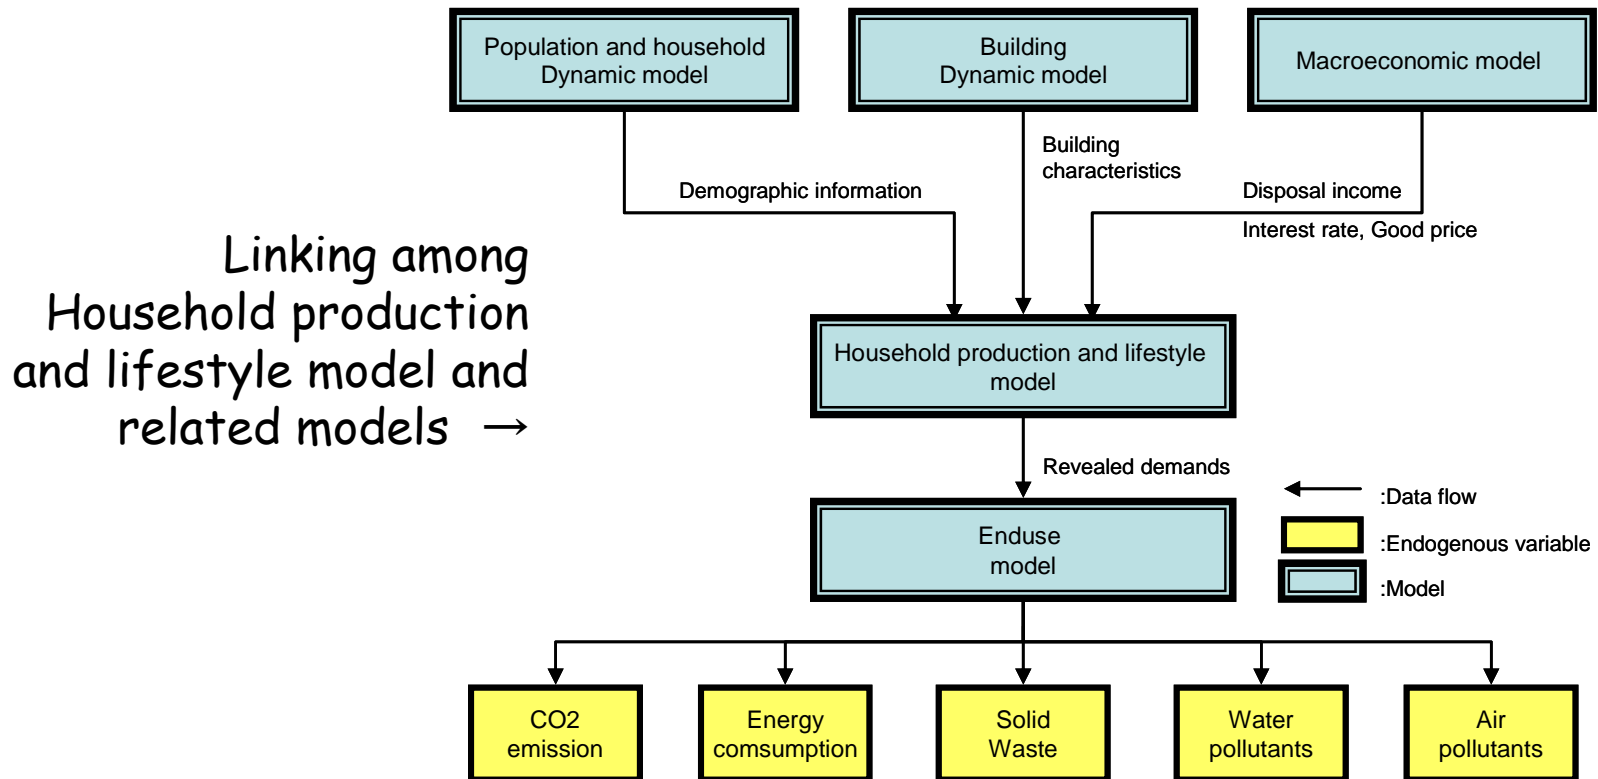 Population and household
Dynamic model
Building
Dynamic model
Macroeconomic model
Building
characteristics
Demographic information
Disposal income
Interest rate, Good price
Linking among
Household production
and lifestyle model and
related models →
Household production and lifestyle
model
Revealed demands
Enduse
model
:Data flow
:Endogenous variable
:Model
CO2
emission
Energy
comsumption
Solid
Waste
Water
pollutants
Air
pollutants